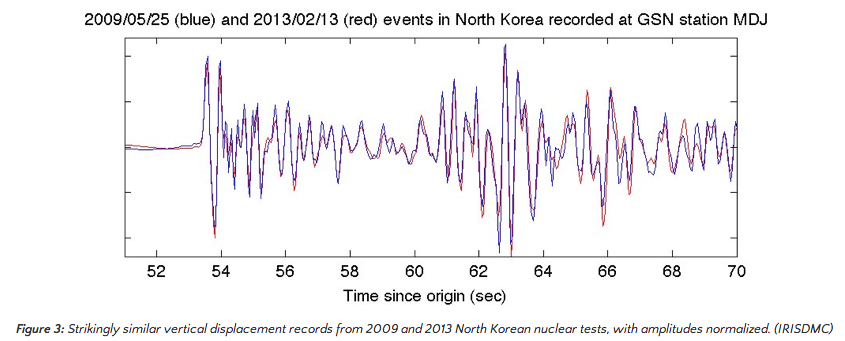 2009/05/25 (blue) and 2013/02/13 (red) events in North Korea recorded at GSN station MDJ
52 54 56 58 60 62 64 66 68 70
Time since origin (sec)
Figure 3: Strikingly similar vertical displacement records from 2009 and 2013 North Korean nuclear tests, with amplitudes normalized. (IRISDMC)